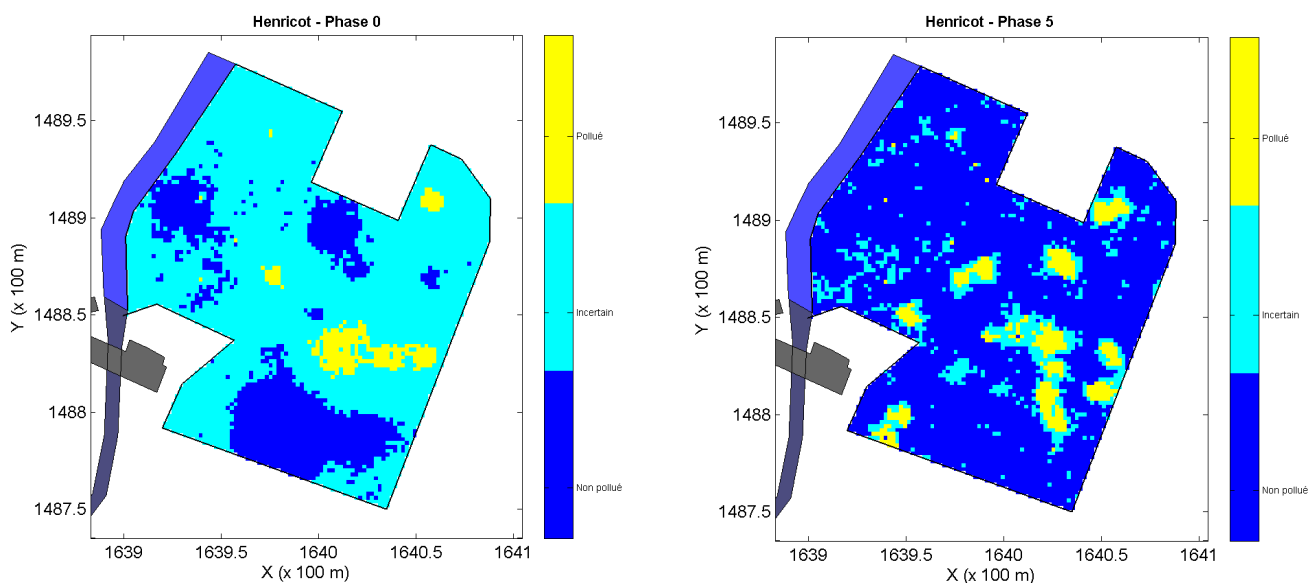 Henricot - Phase 0
Y (x 100 m)
1489.5
1489
1488.5
1488
1487.5
1639
1639.5
1640
1640.5
1641
X (x 100 m)
Pollué
Incertain
Non pollué
Henricot - Phase 5
Y (x 100 m)
1489.5
1489
1488.5
1488
1487.5
1639
1639.5
1640
1640.5
1641
X (x 100 m)
Pollué
Incertain
Non pollué